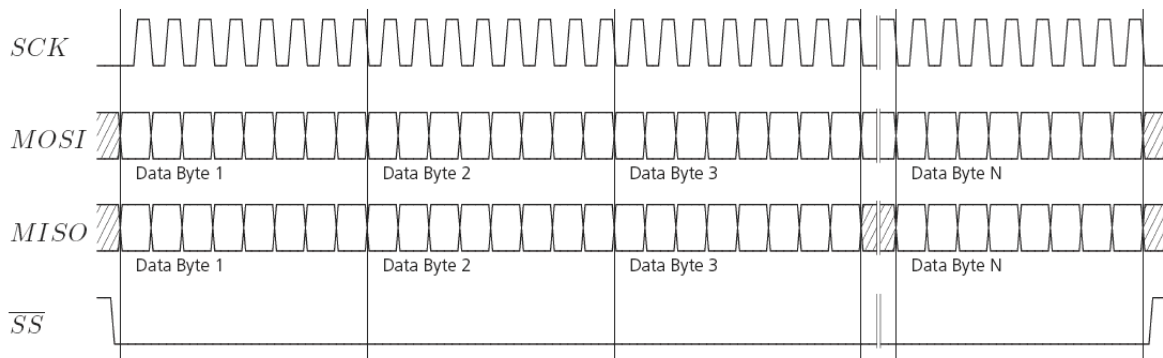 SCK
MOSI
Data Byte 1 Data Byte 2 Data Byte 3 Data Byte N
MISO
Data Byte 1 Data Byte 2 Data Byte 3 Data Byte N
S̅S̅